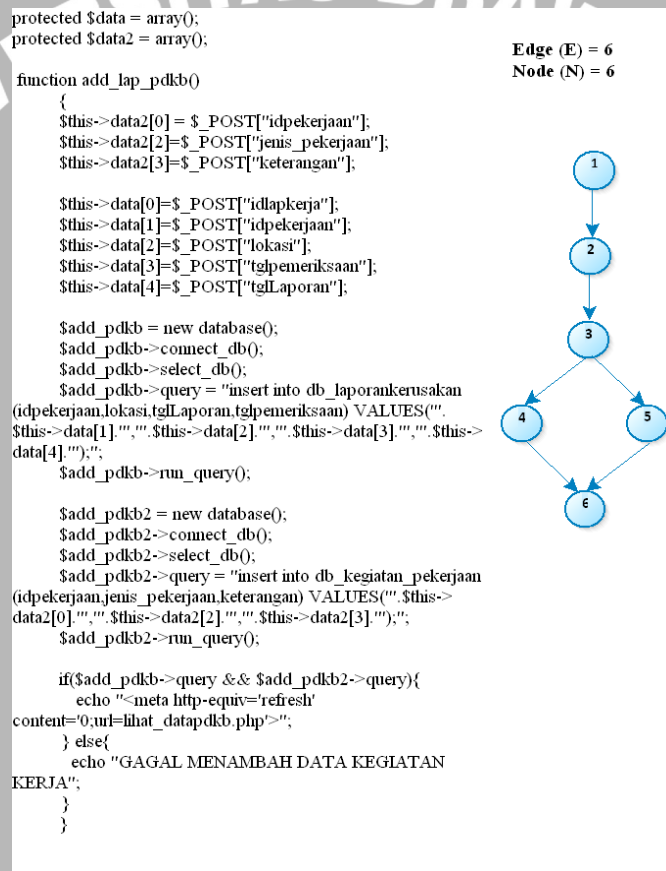 protected $data = array();
protected $data2 = array();
function add_lap_pdkb()
{
$this->data2[0] = $_POST["idpekerjaan"];
$this->data2[2]=$_POST["jenis_pekerjaan"];
$this->data2[3]=$_POST["keterangan"];
$this->data[0]=$_POST["idlapkerja"];
$this->data[1]=$_POST["idpekerjaan"];
$this->data[2]=$_POST["lokasi"];
$this->data[3]=$_POST["tglpemeriksaan"];
$this->data[4]=$_POST["tglLaporan"];
$add_pdkb = new database();
$add_pdkb->connect_db();
$add_pdkb->select_db();
$add_pdkb->query = "insert into db_laporankerusakan
(idpekerjaan,lokasi,tglLaporan,tglpemeriksaan) VALUES('".
$this->data[1]."','".$this->data[2]."','".$this->data[3]."','".$this->
data[4]."');";
$add_pdkb->run_query();
$add_pdkb2 = new database();
$add_pdkb2->connect_db();
$add_pdkb2->select_db();
$add_pdkb2->query = "insert into db_kegiatan_pekerjaan
(idpekerjaan,jenis_pekerjaan,keterangan) VALUES('".$this->
data2[0]."','".$this->data2[2]."','".$this->data2[3]."');";
$add_pdkb2->run_query();
if($add_pdkb->query && $add_pdkb2->query){
echo "<meta http-equiv='refresh'
content='0;url=lihat_datapdkb.php'>";
} else{
echo "GAGAL MENAMBAH DATA KEGIATAN
KERJA";
}
}
Edge (E) = 6
Node (N) = 6
1
2
3
4
5
6